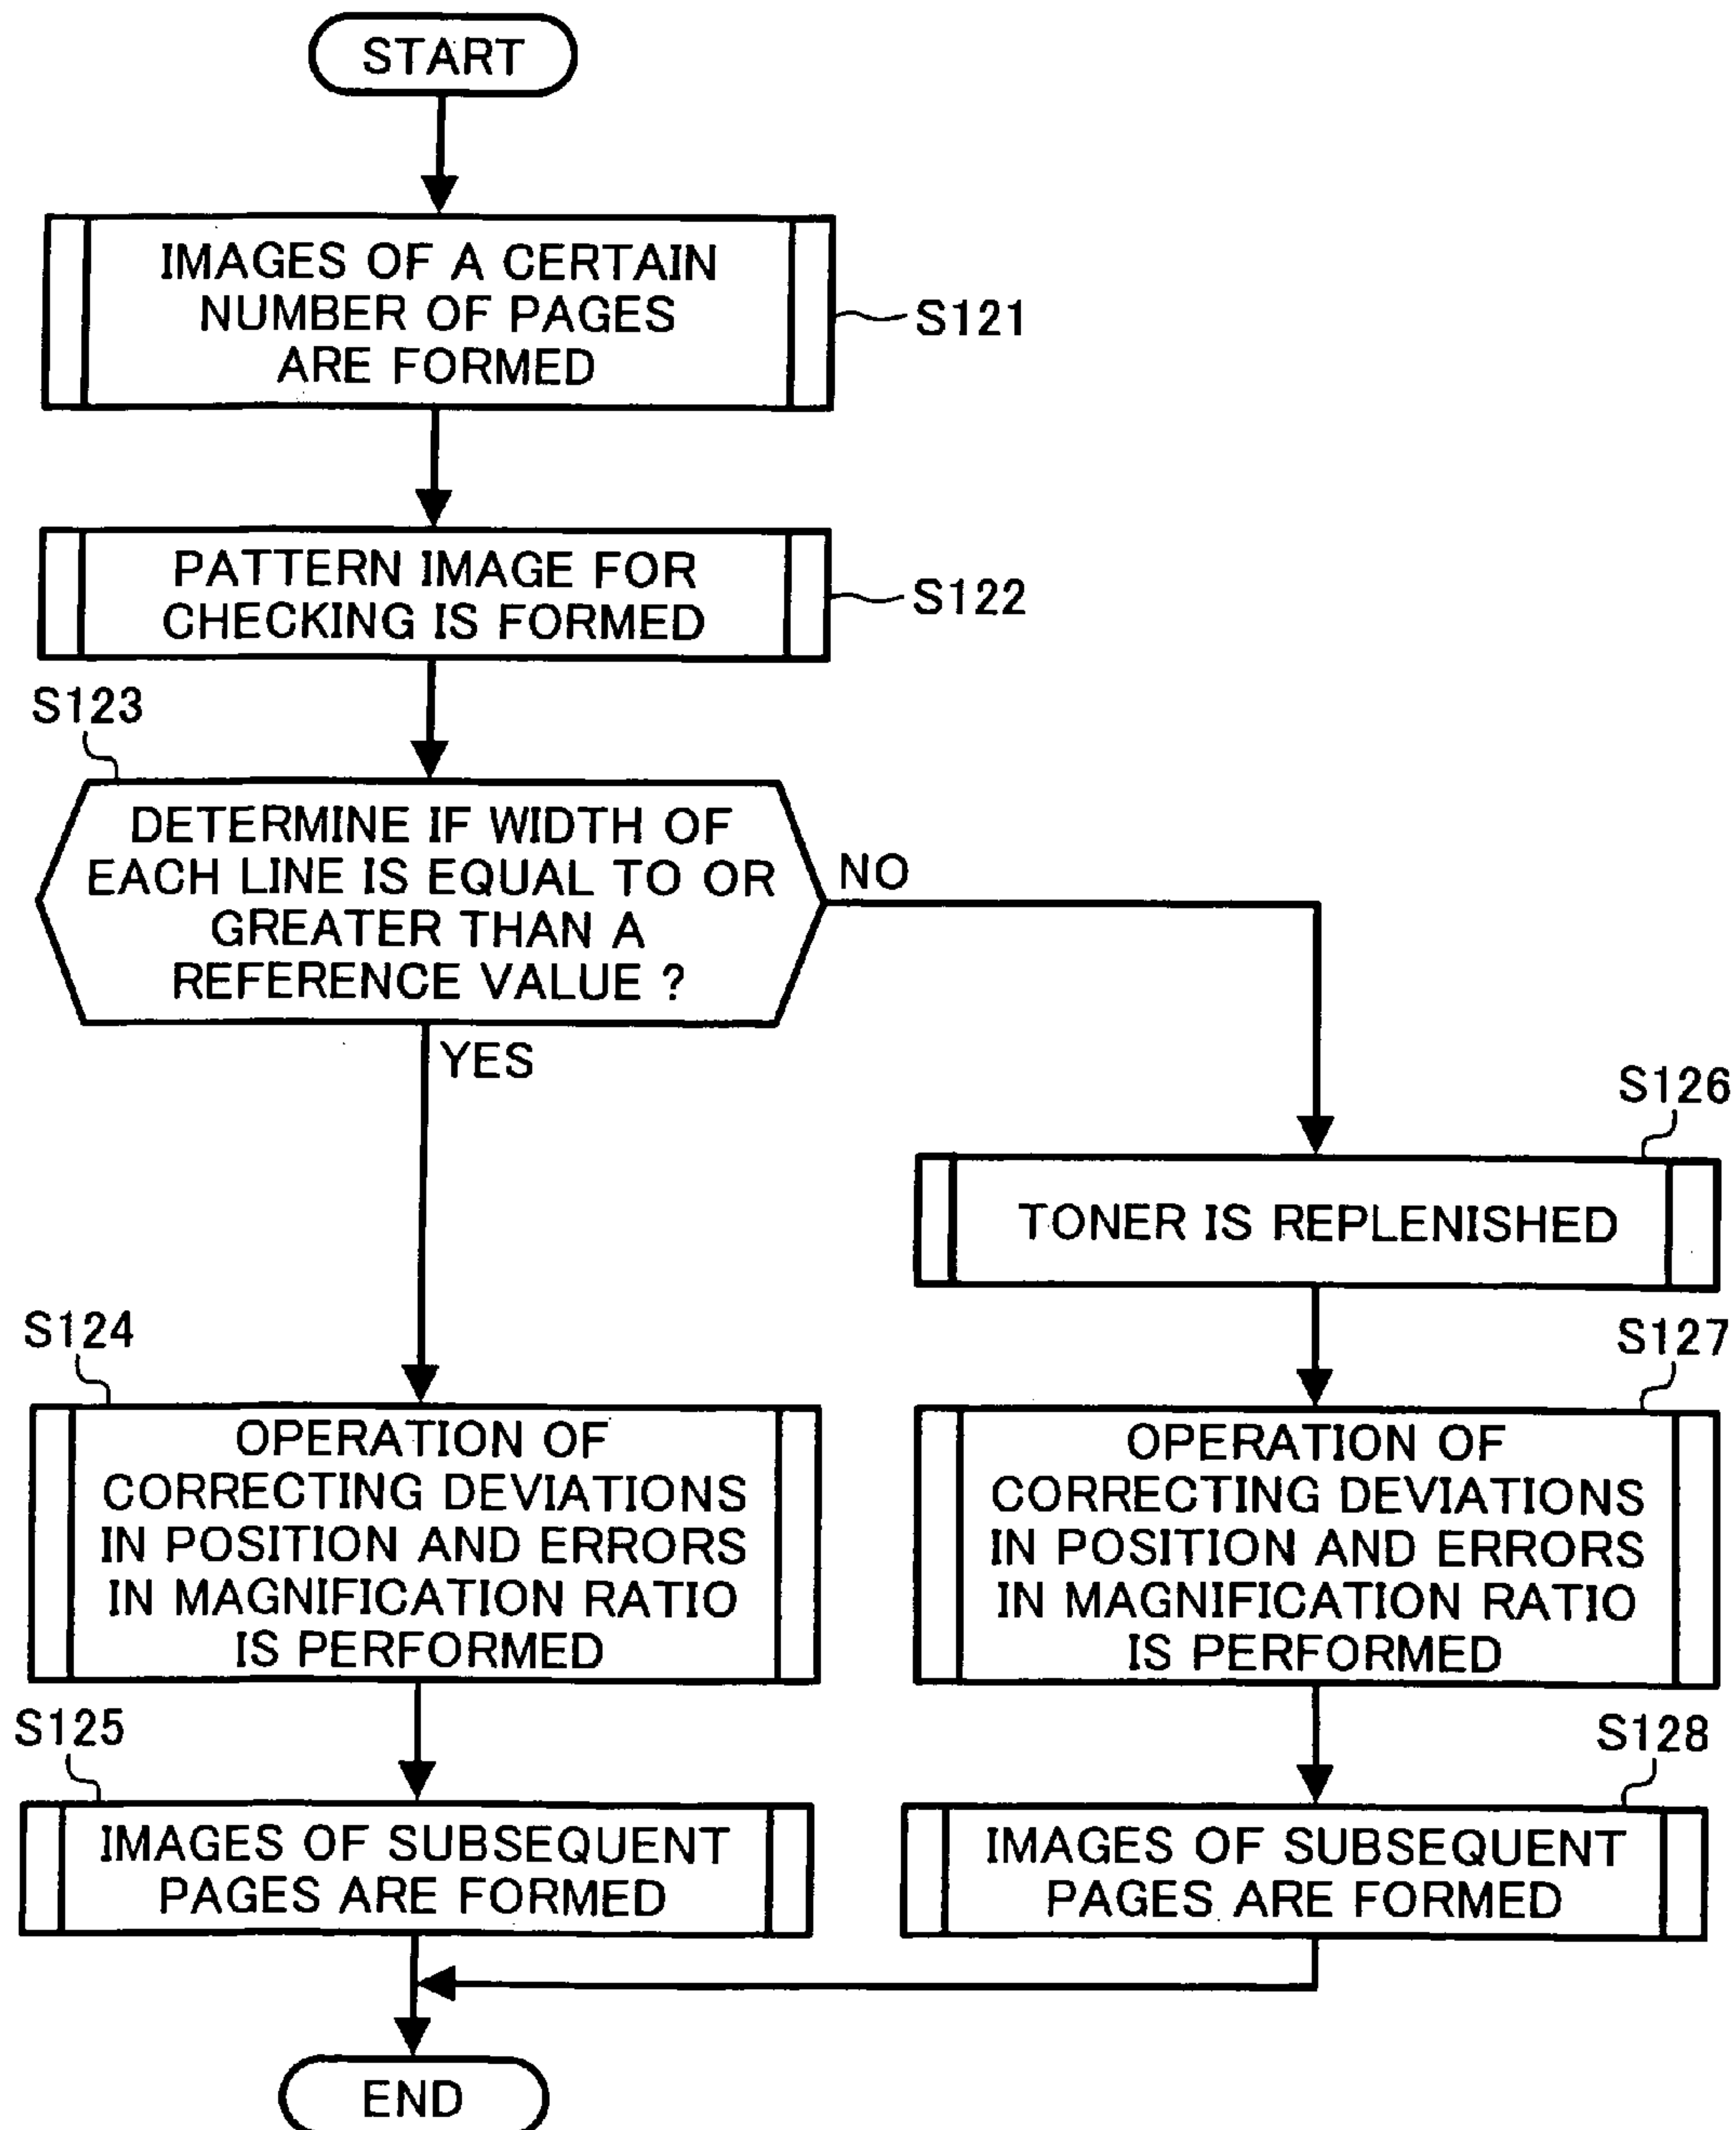 START
IMAGES OF A CERTAIN
NUMBER OF PAGES
ARE FORMED
S121
PATTERN IMAGE FOR
CHECKING IS FORMED
S122
S123
DETERMINE IF WIDTH OF
EACH LINE IS EQUAL TO OR
GREATER THAN A
REFERENCE VALUE ?
NO
YES
S126
TONER IS REPLENISHED
S124
OPERATION OF
CORRECTING DEVIATIONS
IN POSITION AND ERRORS
IN MAGNIFICATION RATIO
IS PERFORMED
S127
OPERATION OF
CORRECTING DEVIATIONS
IN POSITION AND ERRORS
IN MAGNIFICATION RATIO
IS PERFORMED
S125
IMAGES OF SUBSEQUENT
PAGES ARE FORMED
S128
IMAGES OF SUBSEQUENT
PAGES ARE FORMED
END